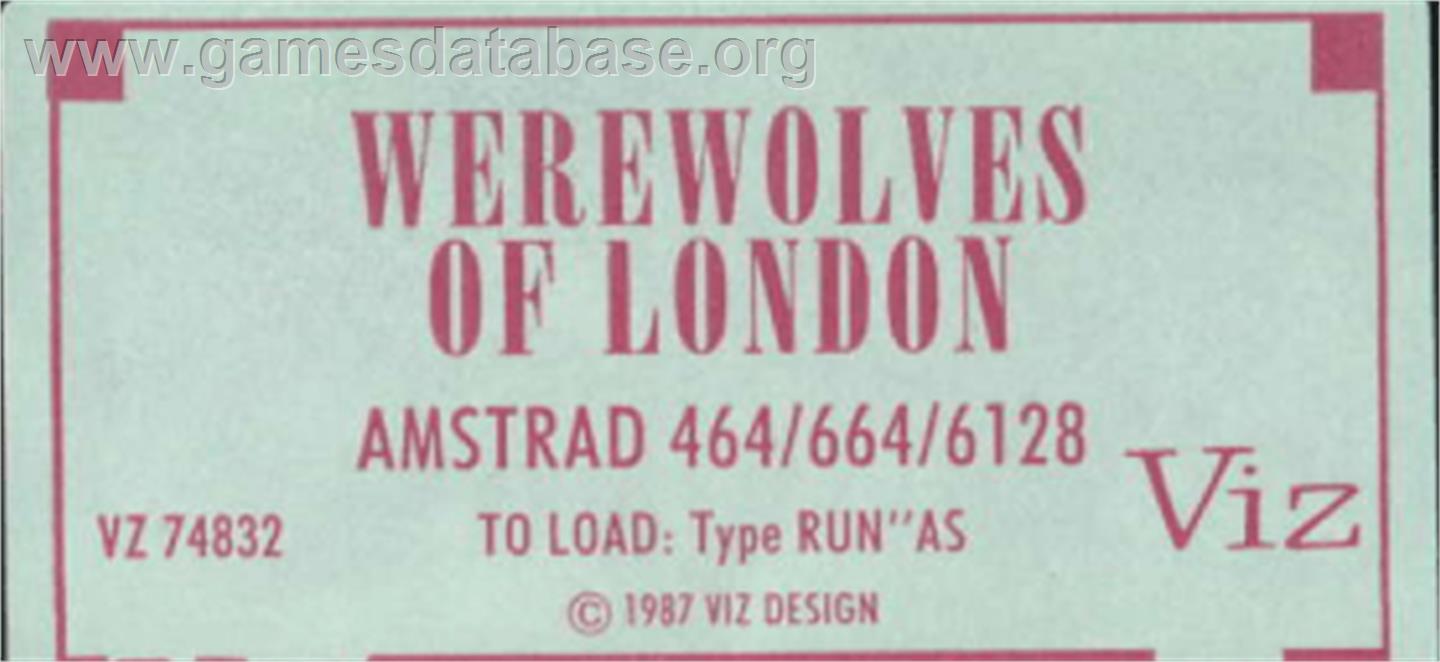 www.gamesdatabase.org
WEREWOLVES
OF LONDON
AMSTRAD 464/664/6128
Viz
VZ 74832
TO LOAD: Type RUN"AS
© 1987 VIZ DESIGN